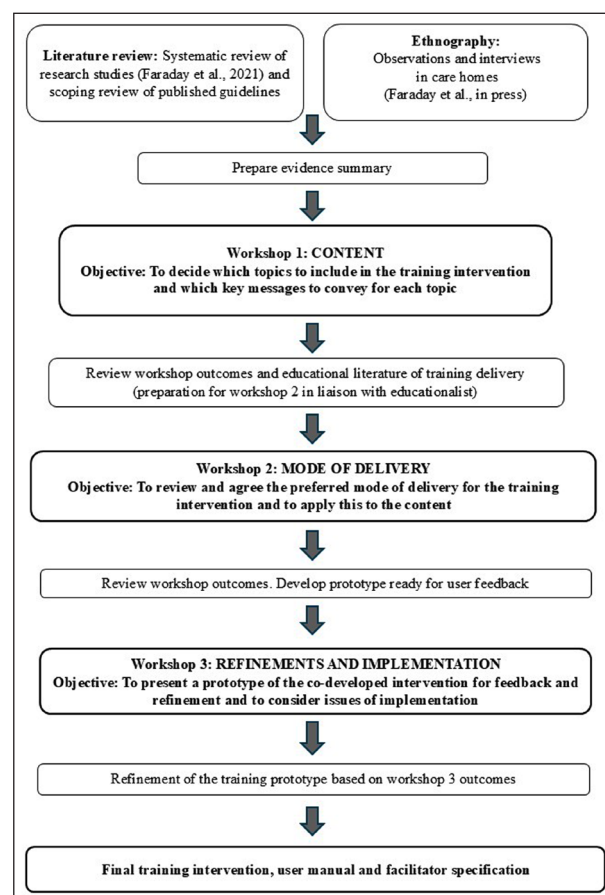 Literature review: Systematic review of
research studies (Faraday et al., 2021) and
scoping review of published guidelines
Ethnography:
Observations and interviews
in care homes
(Faraday et al., in press)
Prepare evidence summary
Workshop 1: CONTENT
Objective: To decide which topics to include in the training intervention
and which key messages to convey for each topic
Review workshop outcomes and educational literature of training delivery
(preparation for workshop 2 in liaison with educationalist)
Workshop 2: MODE OF DELIVERY
Objective: To review and agree the preferred mode of delivery for the training
intervention and to apply this to the content
Review workshop outcomes. Develop prototype ready for user feedback
Workshop 3: REFINEMENTS AND IMPLEMENTATION
Objective: To present a prototype of the co-developed intervention for feedback and
refinement and to consider issues of implementation
Refinement of the training prototype based on workshop 3 outcomes
Final training intervention, user manual and facilitator specification